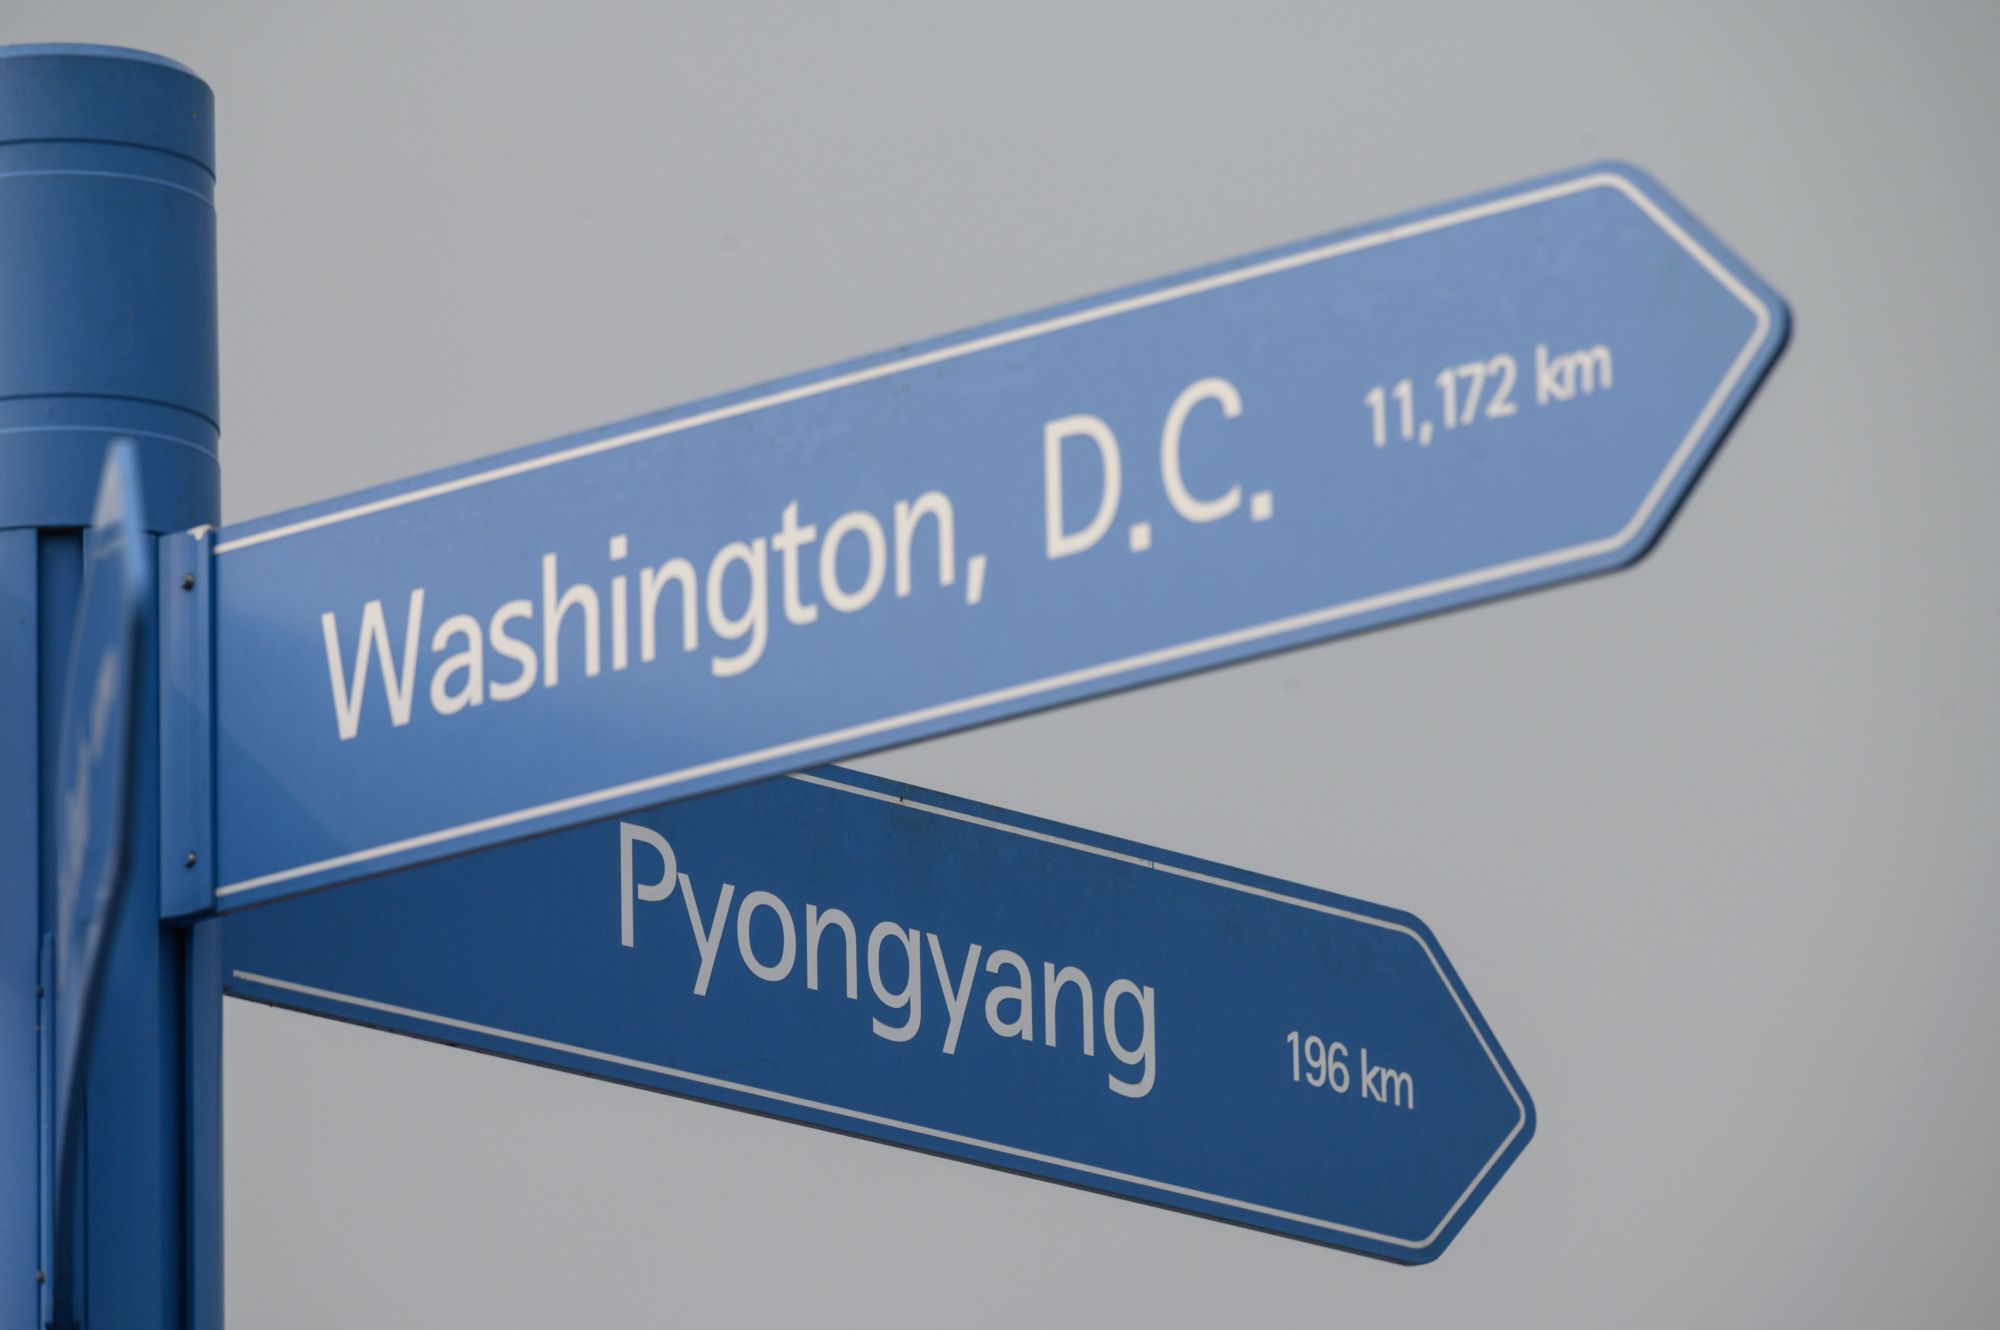 Washington, D.C. 11,172 km
Pyongyang 196 km